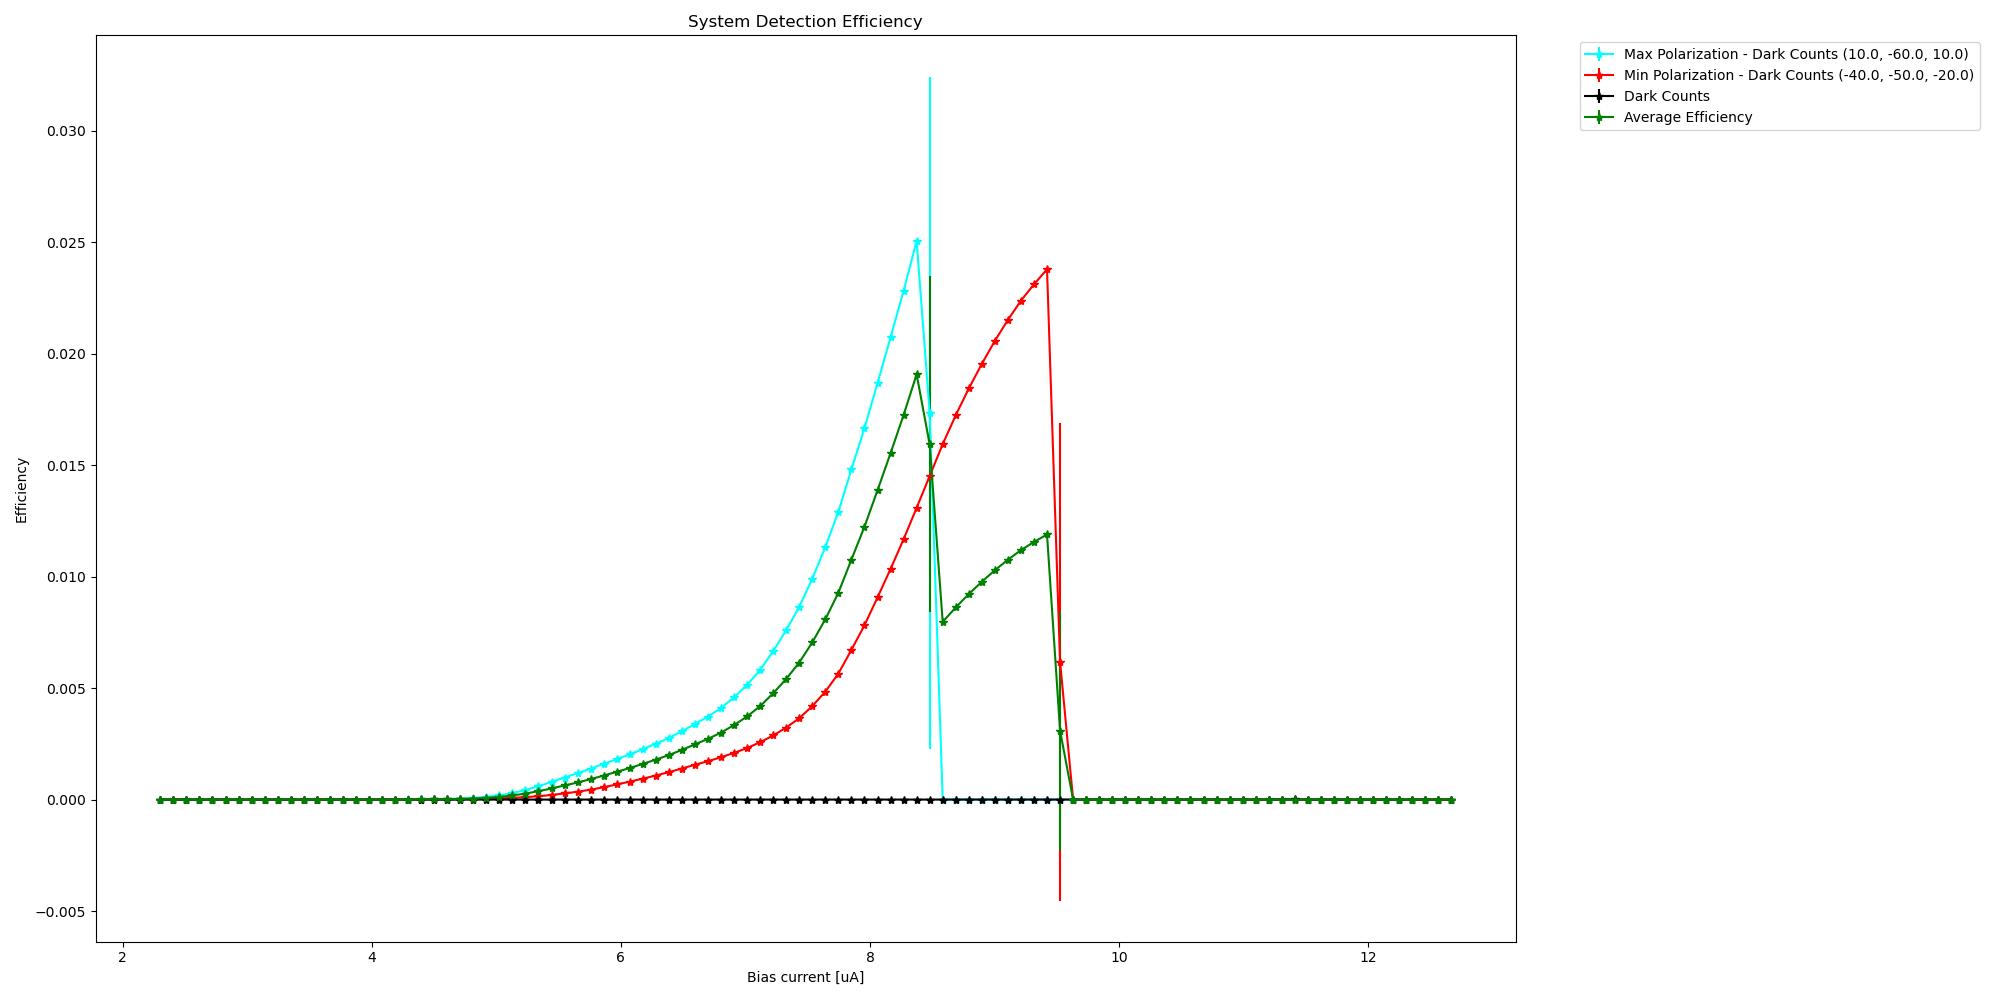 System Detection Efficiency
Max Polarization - Dark Counts (10.0, -60.0, 10.0)
Min Polarization - Dark Counts (-40.0, -50.0, -20.0)
Dark Counts
Average Efficiency
Efficiency
0.030
0.025
0.020
0.015
0.010
0.005
0.000
−0.005
2 4 6 8 10 12
Bias current [uA]